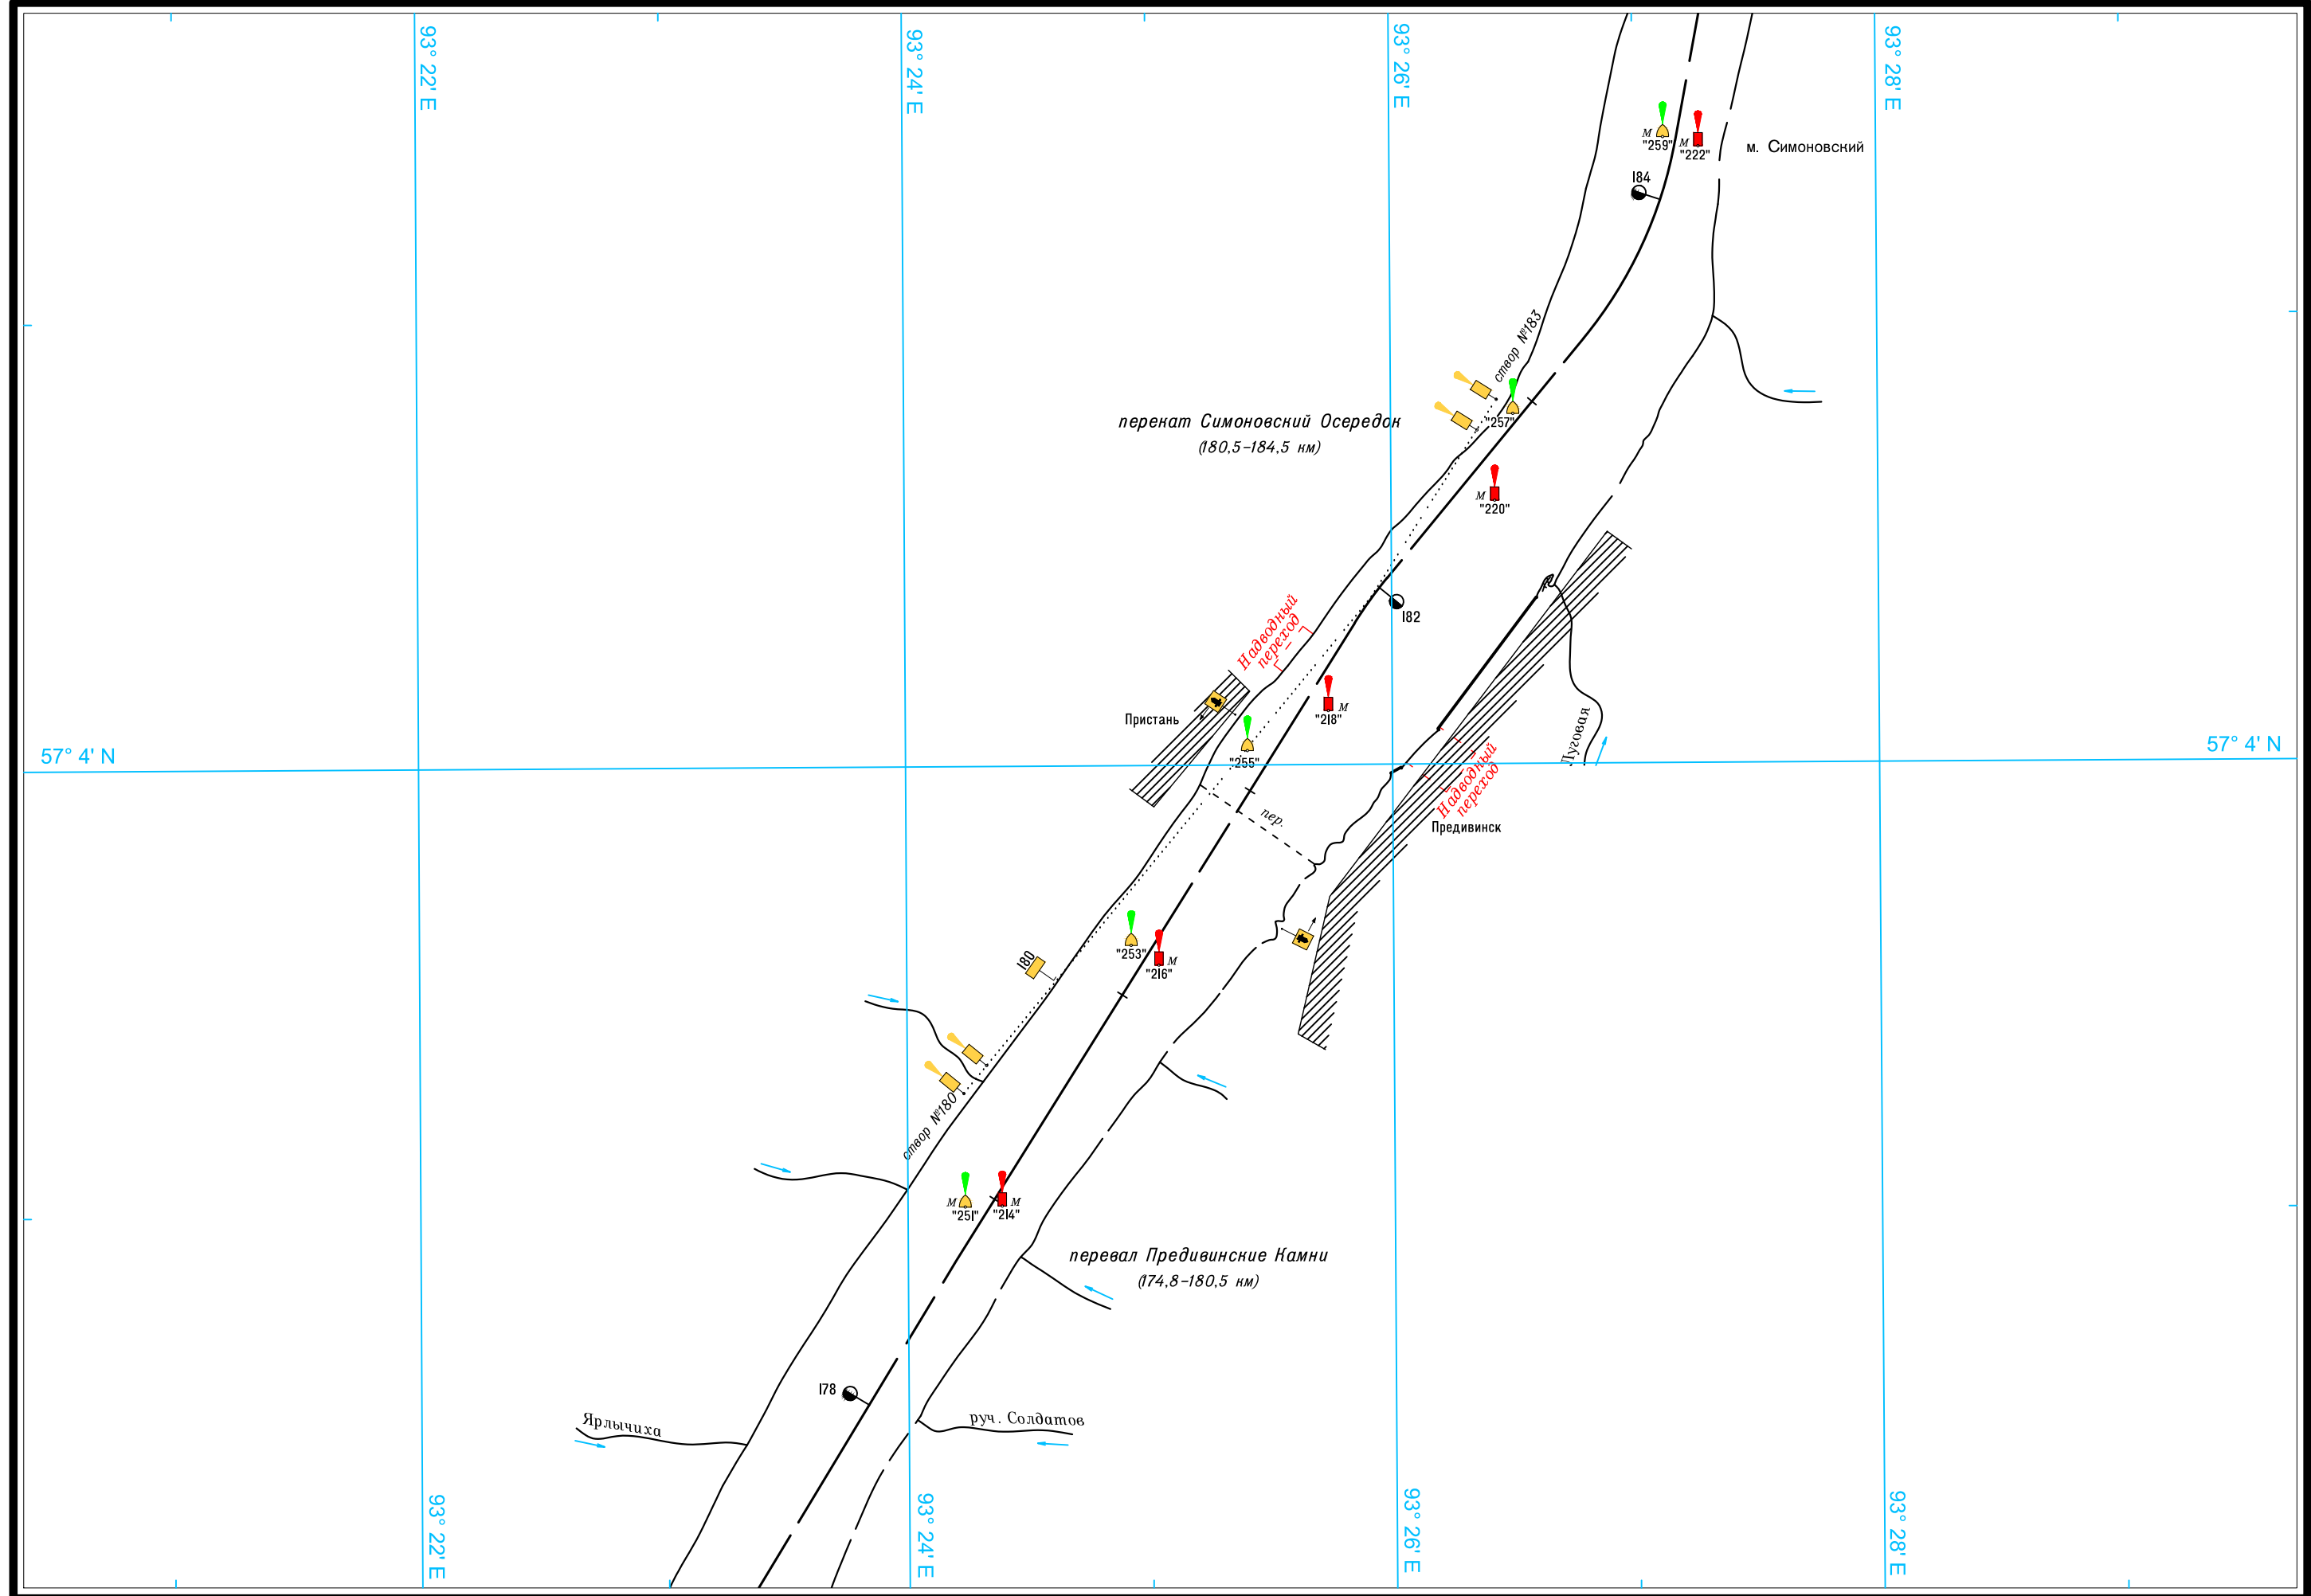 93° 22' E
93° 24' E
93° 26' E
93° 28' E
М
"259"
М
"222"
м. Симоновский
184
створ №183
перекат Симоновский Осередок
(180,5–184,5 км)
"257"
М
"220"
182
Надводный
переход
"218"
М
Пристань
Луговая
57° 4' N
"255"
57° 4' N
Надводный
переход
пер.
Предивинск
"253"
"216"
М
180
створ №180
М
"251"
"214"
М
перевал Предивинские Камни
(174,8–180,5 км)
178
Ярлычиха
руч. Солдатов
93° 22' E
93° 24' E
93° 26' E
93° 28' E